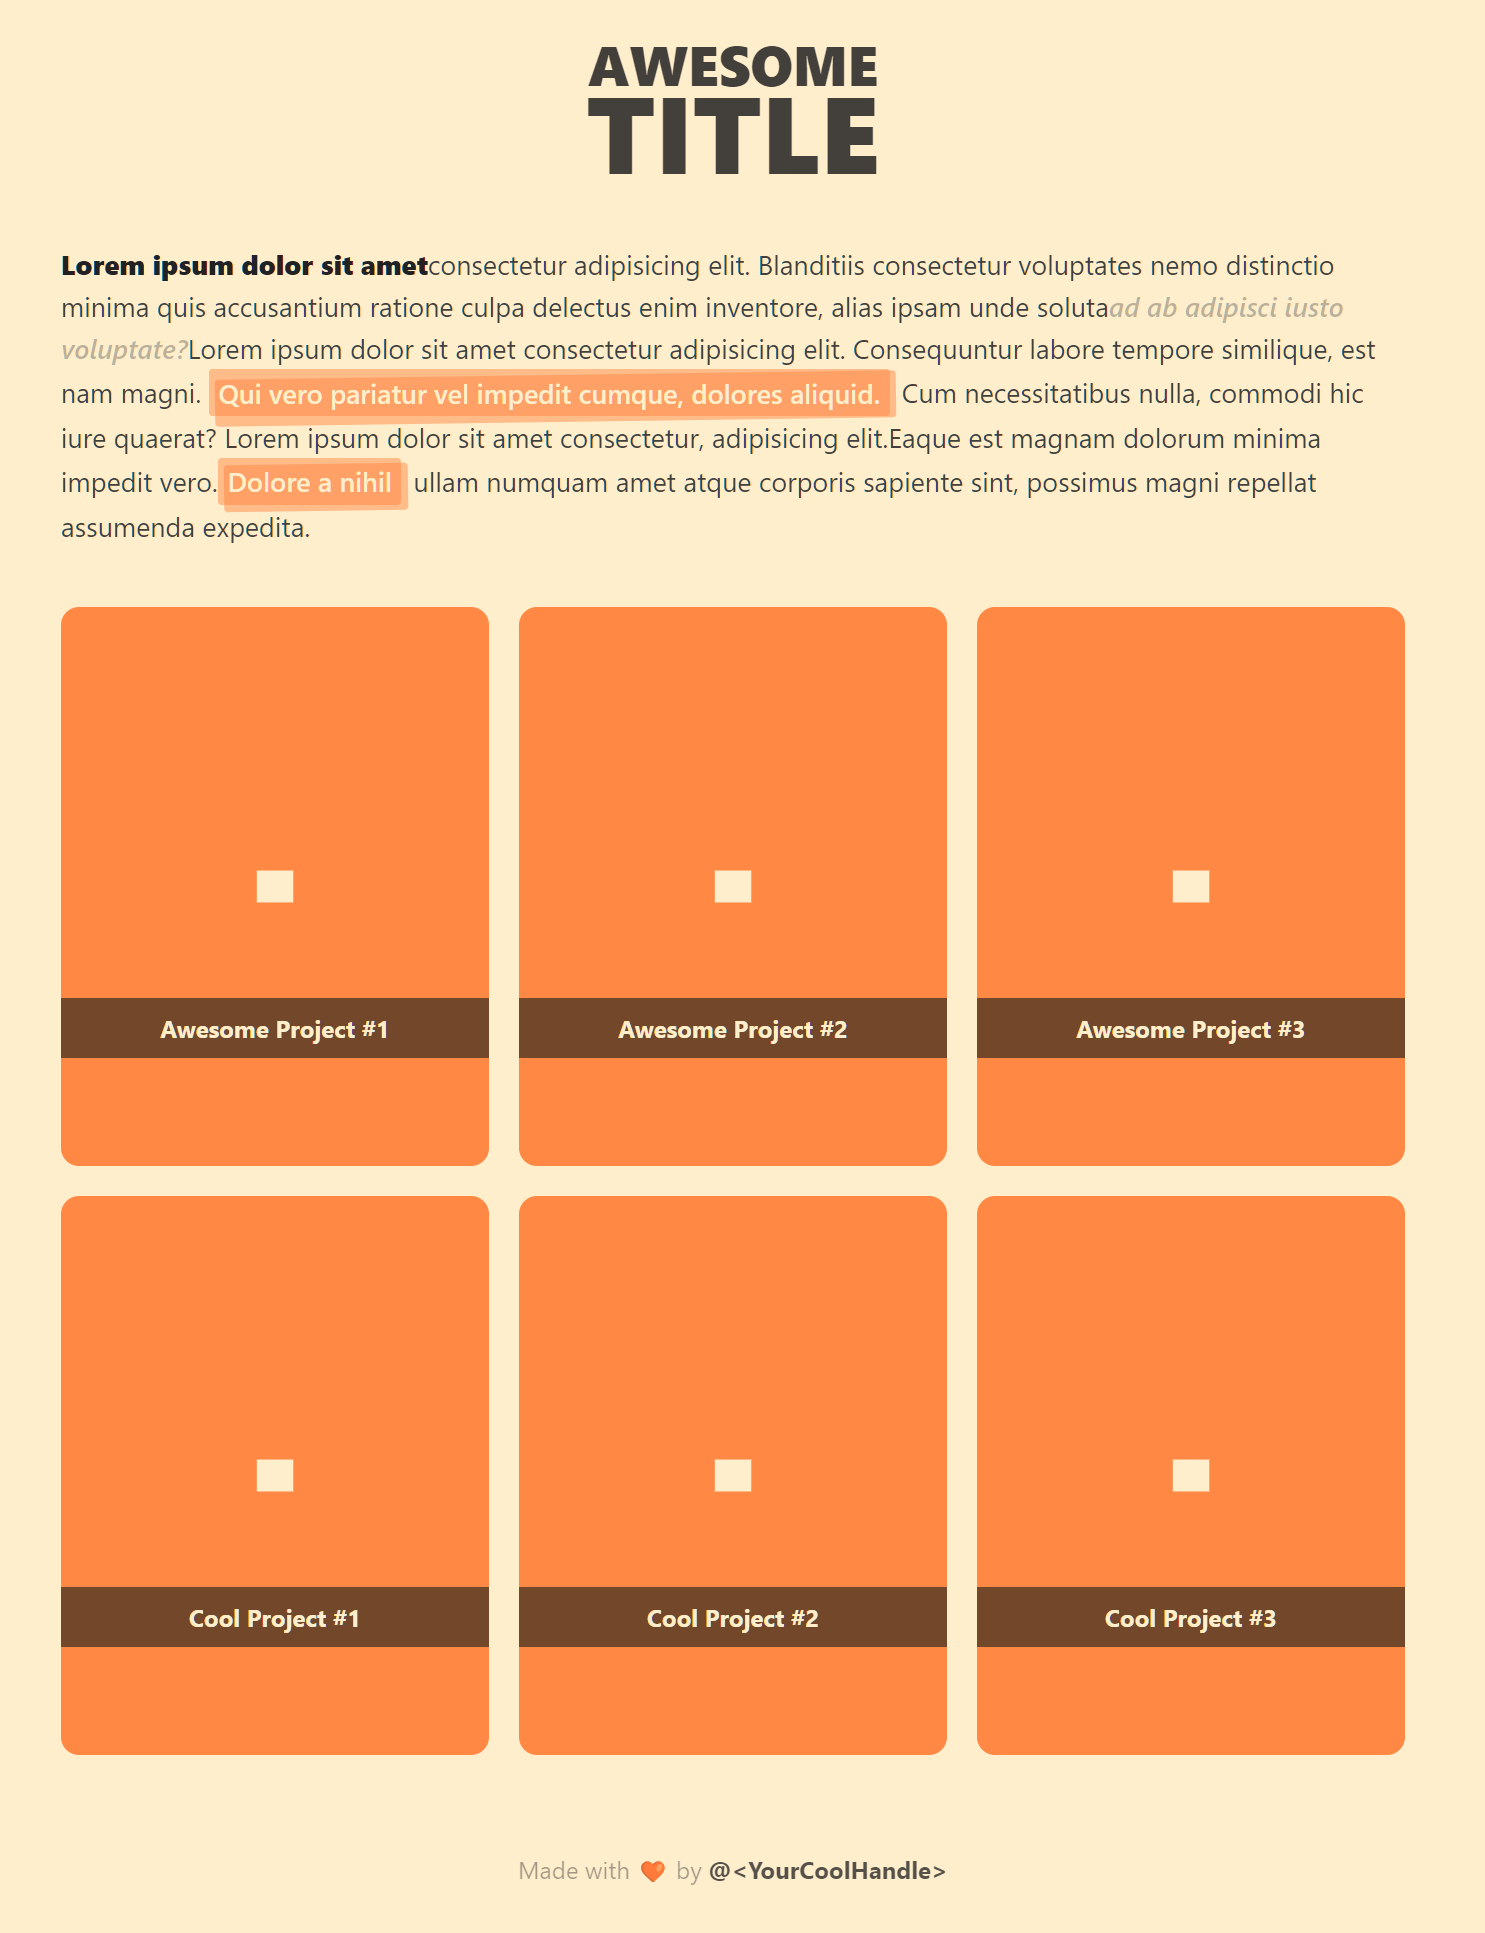 AWESOME
TITLE
Lorem ipsum dolor sit ametconsectetur adipisicing elit. Blanditiis consectetur voluptates nemo distinctio
minima quis accusantium ratione culpa delectus enim inventore, alias ipsam unde solutaad ab adipisci iusto
voluptate?Lorem ipsum dolor sit amet consectetur adipisicing elit. Consequuntur labore tempore similique, est
nam magni. Qui vero pariatur vel impedit cumque, dolores aliquid. Cum necessitatibus nulla, commodi hic
iure quaerat? Lorem ipsum dolor sit amet consectetur, adipisicing elit.Eaque est magnam dolorum minima
impedit vero. Dolore a nihil ullam numquam amet atque corporis sapiente sint, possimus magni repellat
assumenda expedita.
Awesome Project #1
Awesome Project #2
Awesome Project #3
Cool Project #1
Cool Project #2
Cool Project #3
Made with 🧡 by @<YourCoolHandle>